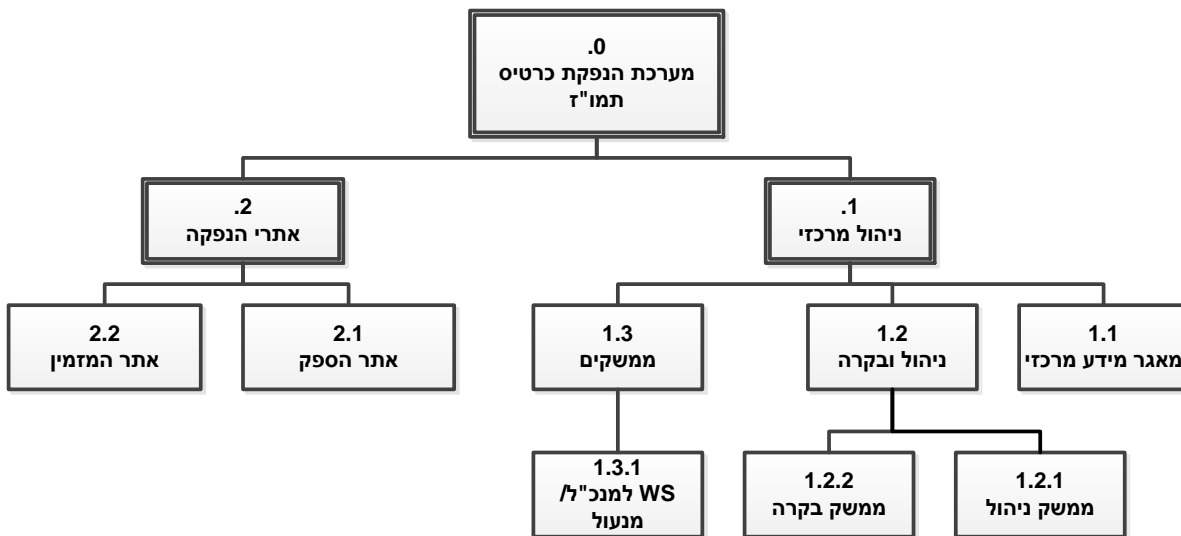 .0
מערכת הנפקת כרטיס
תמו"ז
.1
ניהול מרכזי
.2
אתרי הנפקה
1.1
מאגר מידע מרכזי
1.2
ניהול ובקרה
1.3
ממשקים
2.1
אתר הספק
2.2
אתר המזמין
1.2.1
ממשק ניהול
1.2.2
ממשק בקרה
1.3.1
WS למנכ"ל/
מנעול